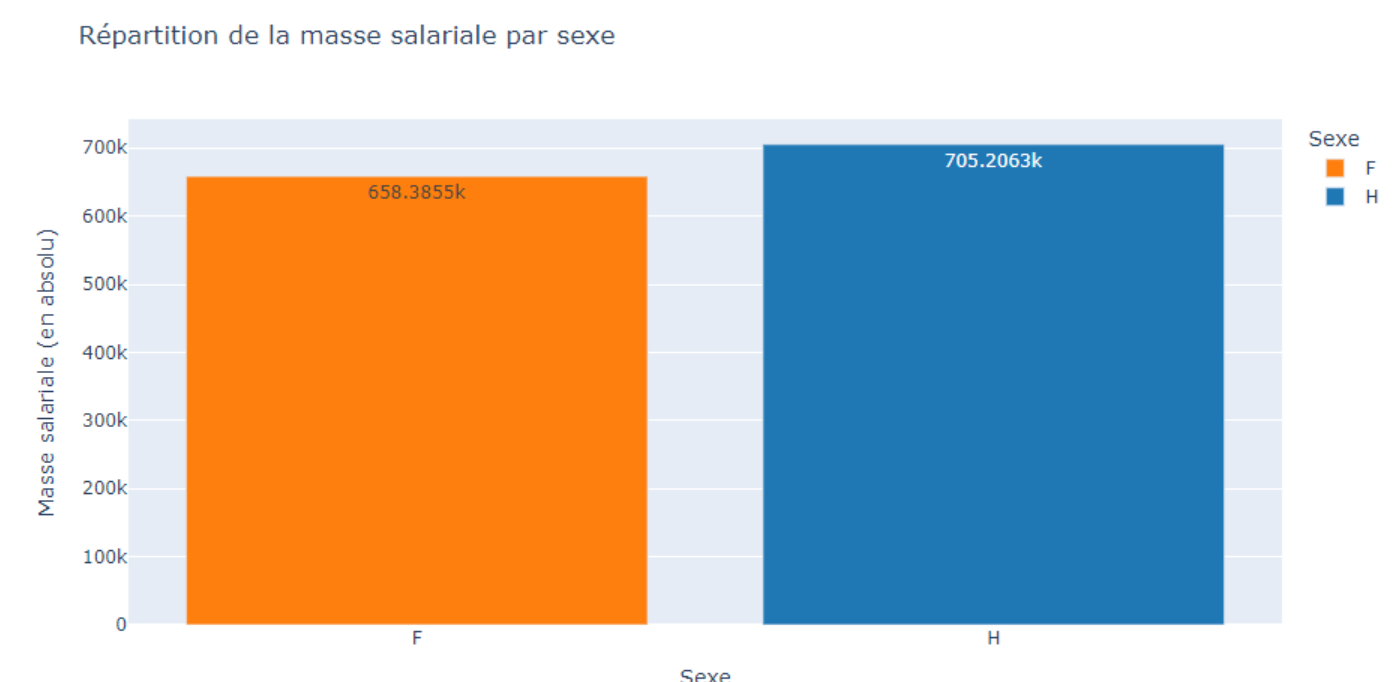 Répartition de la masse salariale par sexe
Masse salariale (en absolu)
700k
600k
500k
400k
300k
200k
100k
0
658.3855k
705.2063k
F
H
Sexe
Sexe
F
H